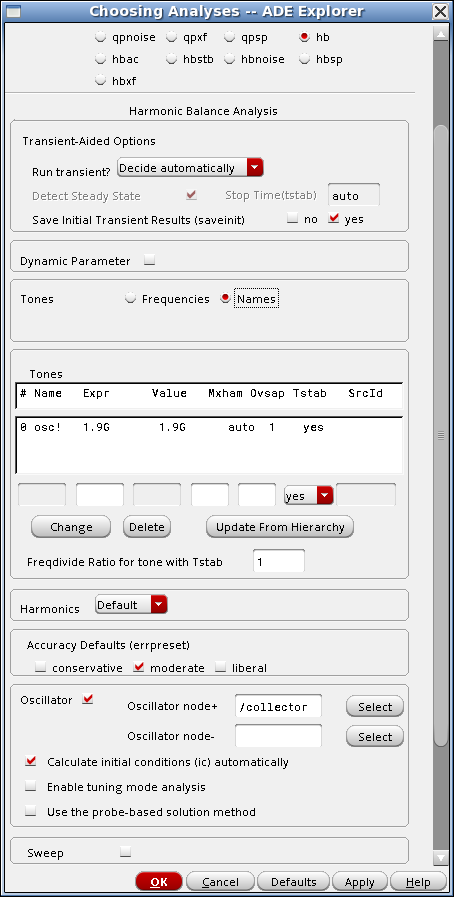 Choosing Analyses -- ADE Explorer
qpnoise qpxf qpsp hb
hbac hbstb hbnoise hbsp
hbxf
Harmonic Balance Analysis
Transient-Aided Options
Run transient? Decide automatically
Detect Steady State Stop Time(tstab) auto
Save Initial Transient Results (saveinit) no yes
Dynamic Parameter
Tones Frequencies Names
Tones
# Name Expr Value Mxham Ovsap Tstab SrcId
0 osc! 1.9G 1.9G auto 1 yes
yes
Change Delete Update From Hierarchy
Freqdivide Ratio for tone with Tstab 1
Harmonics Default
Accuracy Defaults (errpreset)
conservative moderate liberal
Oscillator Oscillator node+ /collector Select
Oscillator node- Select
Calculate initial conditions (ic) automatically
Enable tuning mode analysis
Use the probe-based solution method
Sweep
OK Cancel Defaults Apply Help